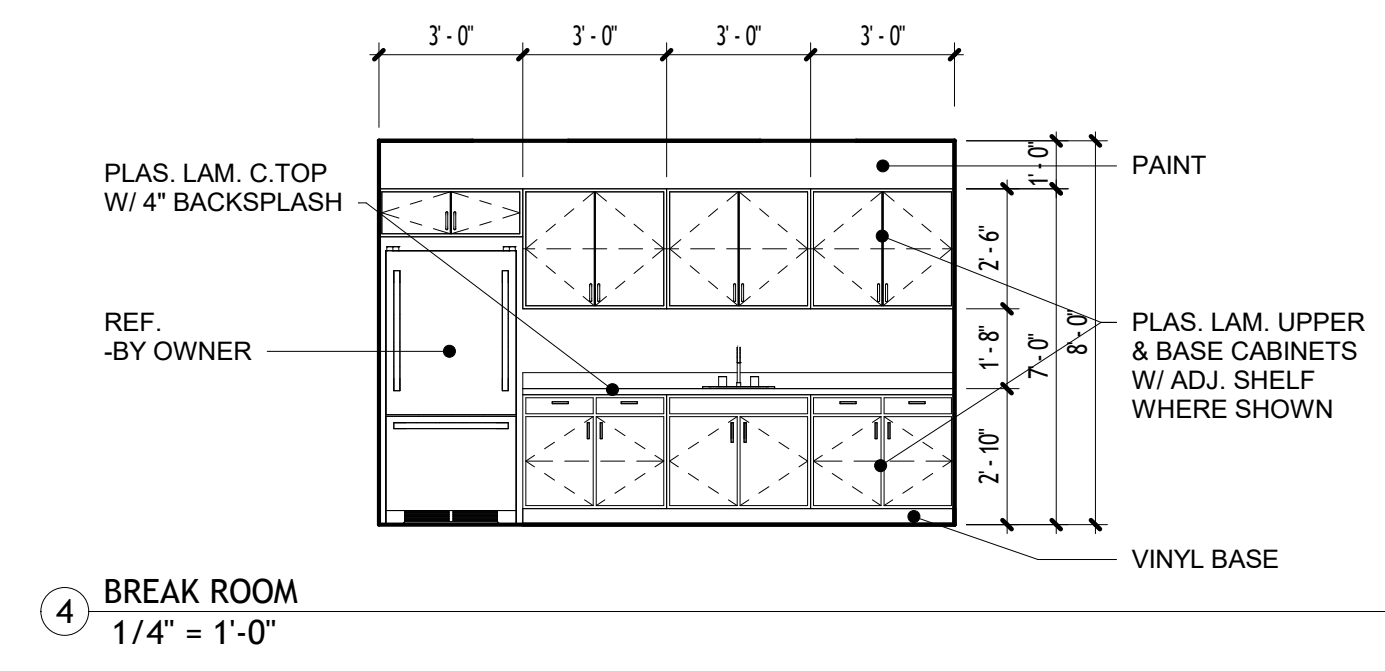 3' - 0" 3' - 0" 3' - 0" 3' - 0"
PLAS. LAM. C.TOP
W/ 4" BACKSPLASH
REF.
-BY OWNER
1' - 0"
2' - 6"
1' - 8"
2' - 10"
7' - 0"
8' - 0"
PAINT
PLAS. LAM. UPPER
& BASE CABINETS
W/ ADJ. SHELF
WHERE SHOWN
VINYL BASE
4
BREAK ROOM
1/4" = 1'-0"